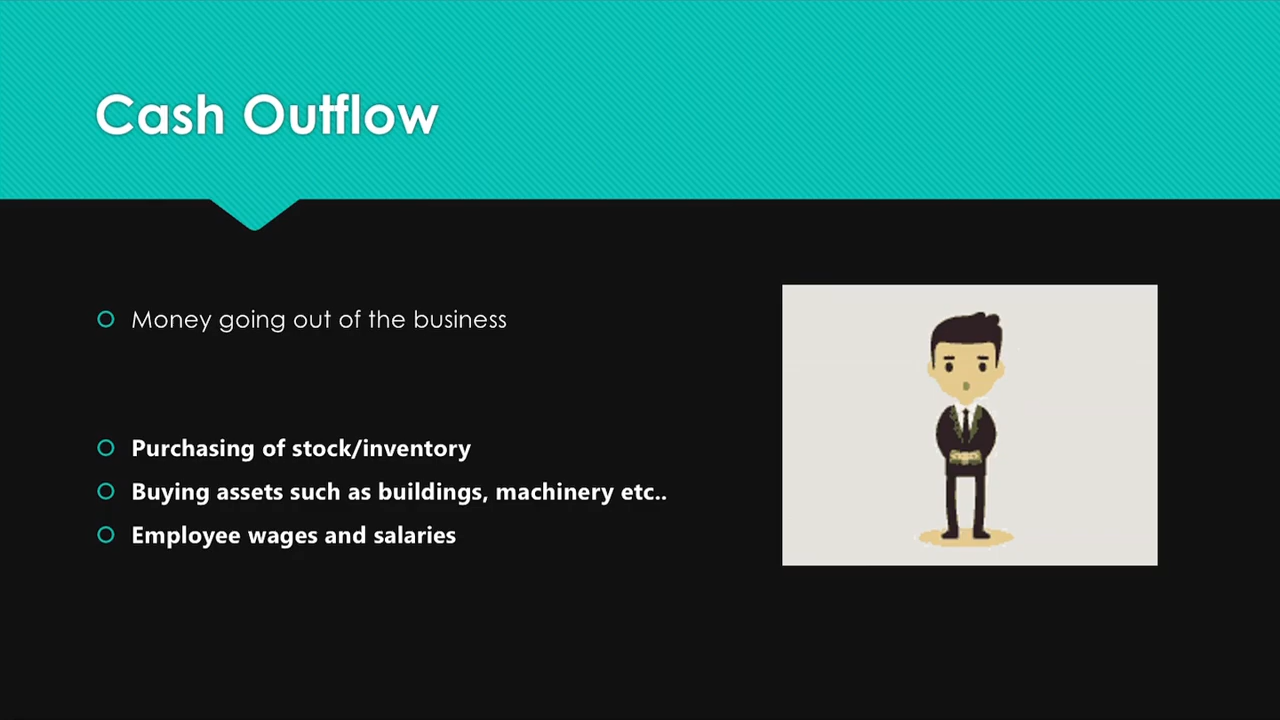 Cash Outflow
Money going out of the business
Purchasing of stock/inventory
Buying assets such as buildings, machinery etc..
Employee wages and salaries